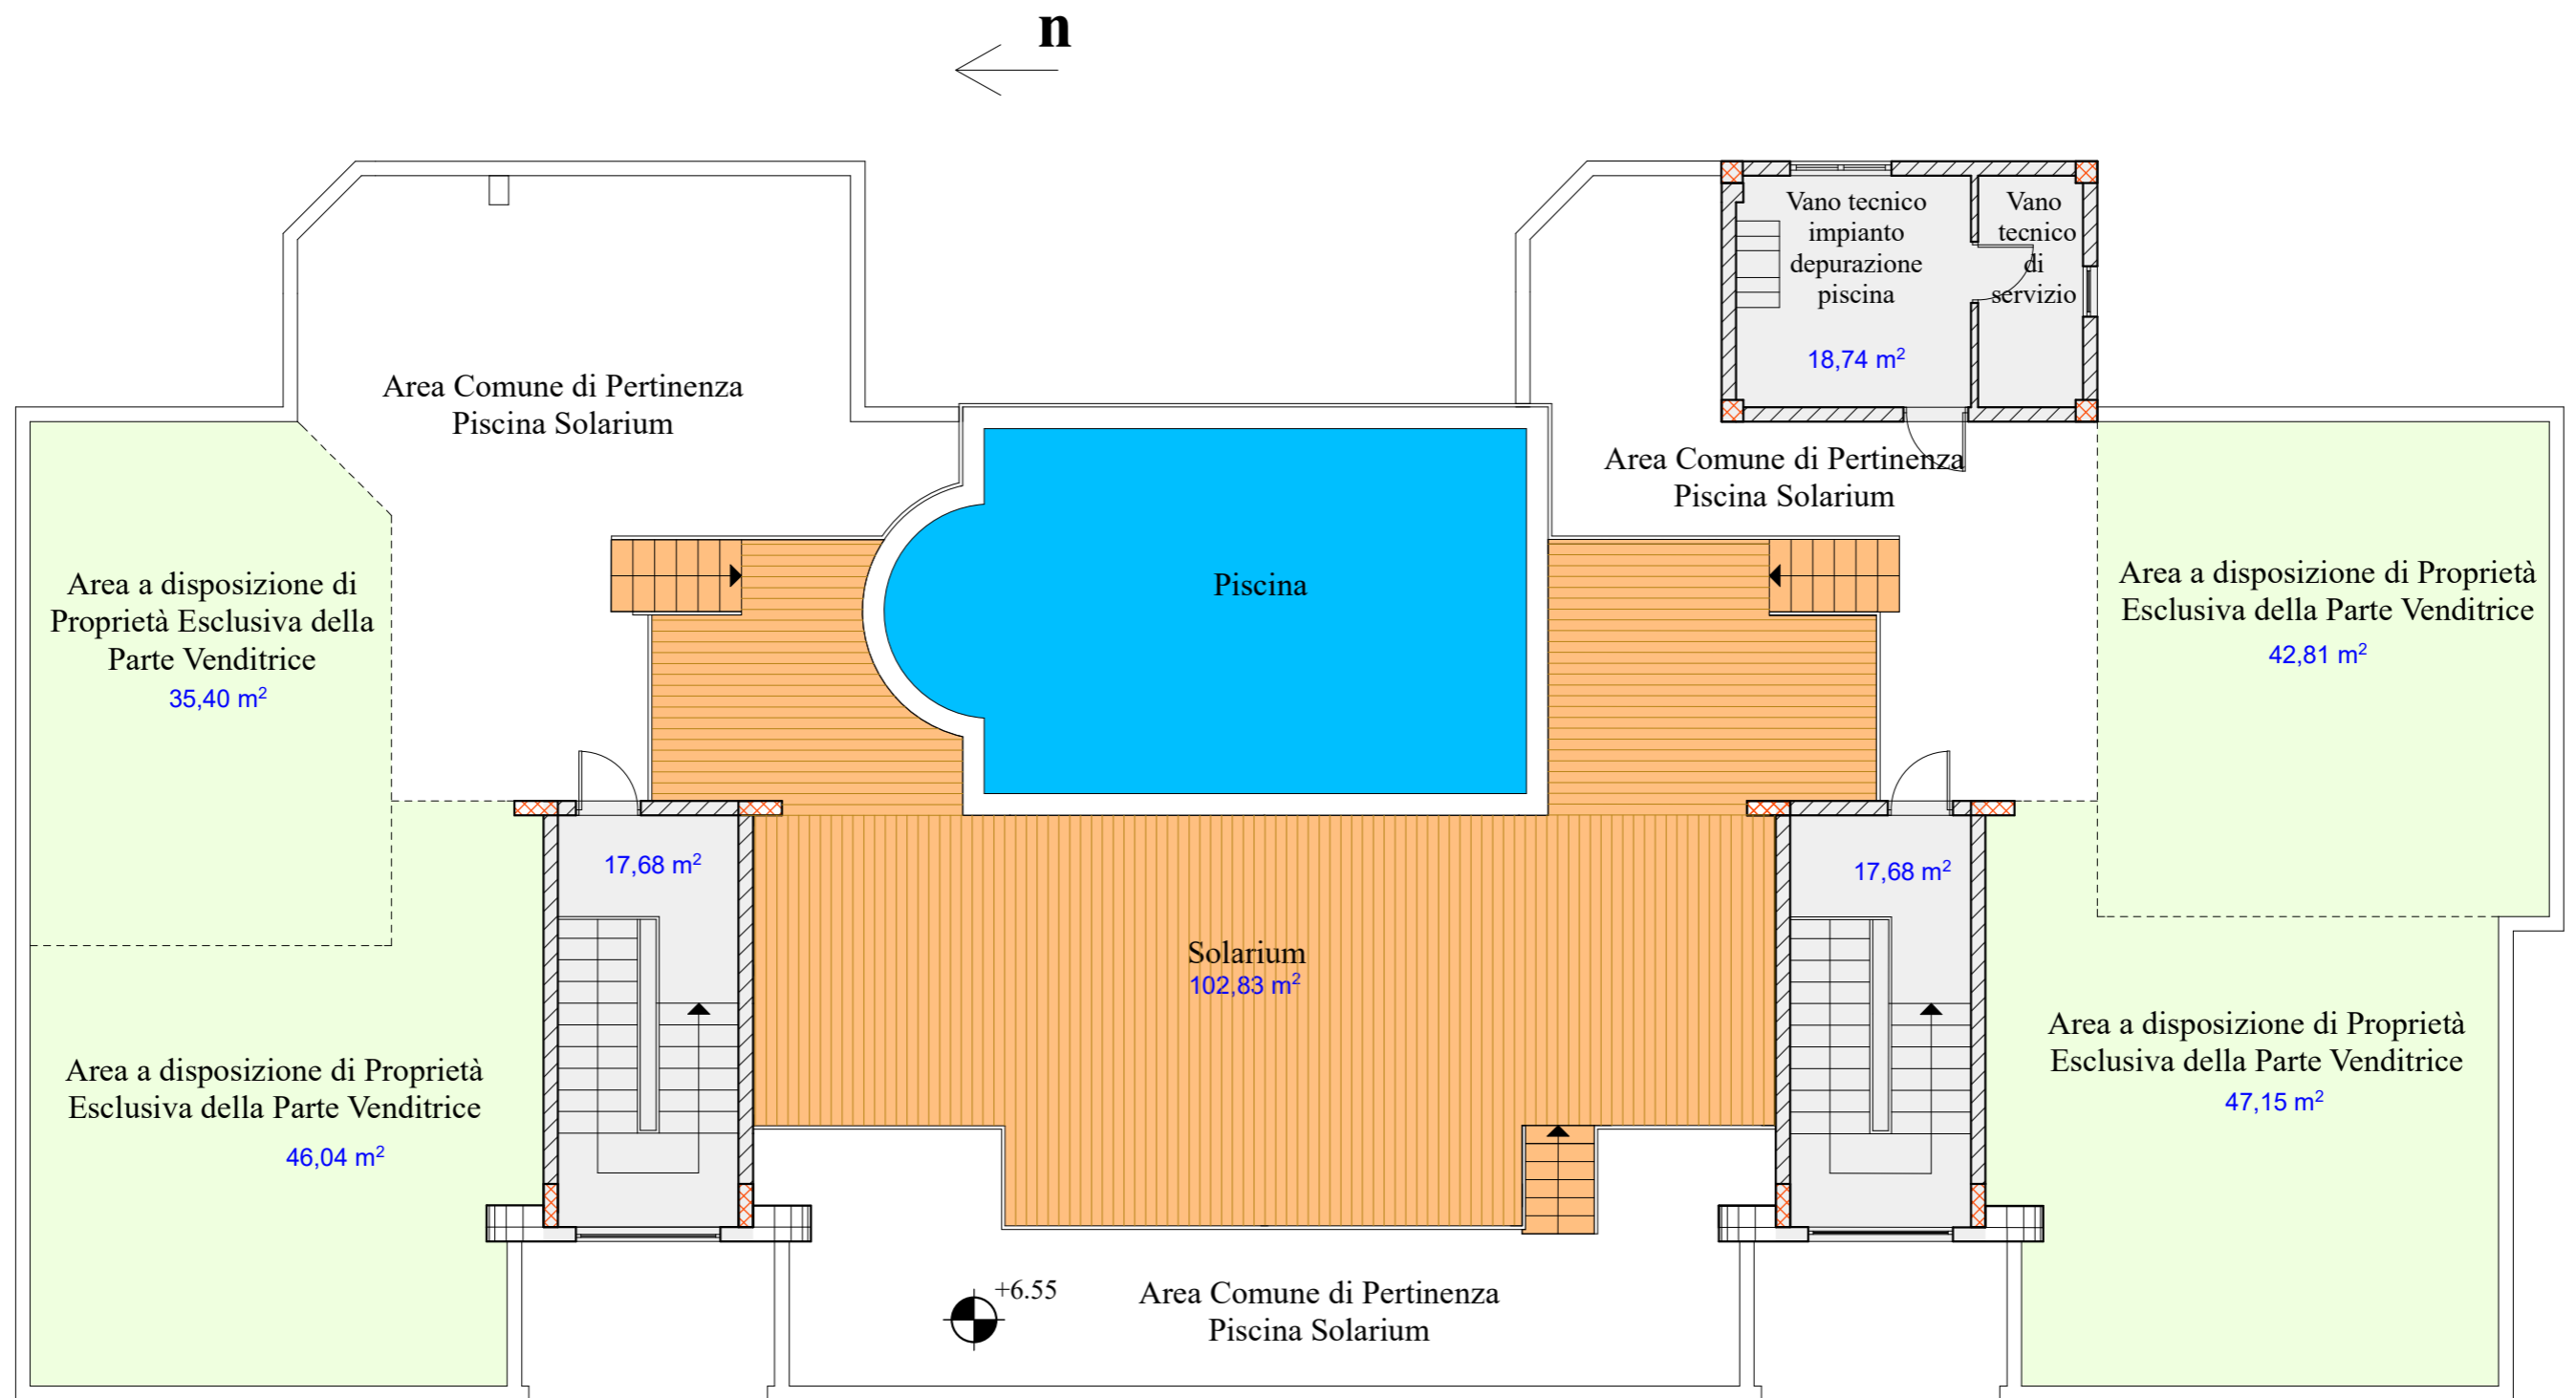 n
Vano tecnico
impianto
depurazione
piscina
18,74 m²
Vano
tecnico
di
servizio
Area Comune di Pertinenza
Piscina Solarium
Area Comune di Pertinenza
Piscina Solarium
Area a disposizione di
Proprietà Esclusiva della
Parte Venditrice
35,40 m²
Piscina
Area a disposizione di Proprietà
Esclusiva della Parte Venditrice
42,81 m²
17,68 m²
17,68 m²
Solarium
102,83 m²
Area a disposizione di Proprietà
Esclusiva della Parte Venditrice
46,04 m²
Area a disposizione di Proprietà
Esclusiva della Parte Venditrice
47,15 m²
+6.55
Area Comune di Pertinenza
Piscina Solarium